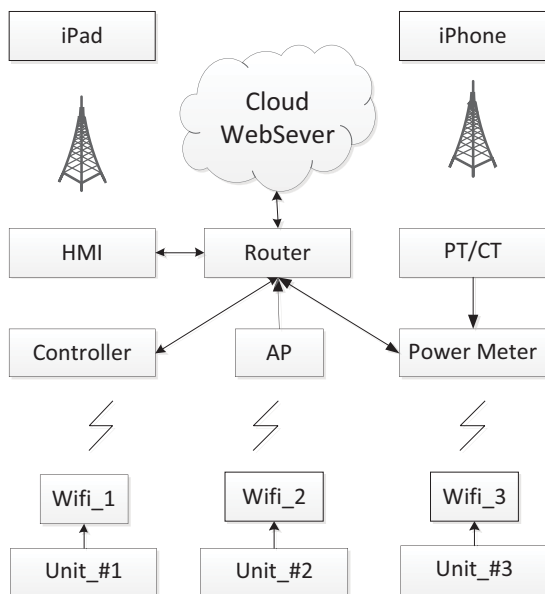 iPad
iPhone
Cloud
WebSever
HMI
Router
PT/CT
Controller
AP
Power Meter
Wifi_1
Wifi_2
Wifi_3
Unit_#1
Unit_#2
Unit_#3